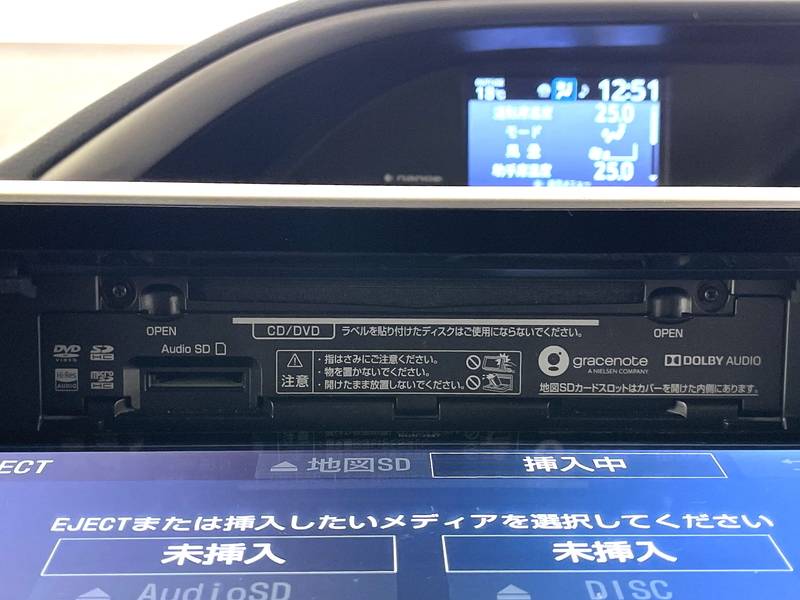 12:51
18℃
25.0
モード
風量
助手席温度 25.0
nanoe
OPEN
CD/DVD ラベルを貼り付けたディスクはご使用にならないでください。
OPEN
Audio SD
DVD VIDEO
SD HC
Hi-Res AUDIO
micro SD HC
注意
・指はさみにご注意ください。
・物を置かないでください。
・開けたまま放置しないでください。
gracenote
A NIELSEN COMPANY
DOLBY AUDIO
地図SDカードスロットはカバーを開けた内側にあります。
ECT
地図SD
挿入中
EJECTまたは挿入したいメディアを選択してください
未挿入
未挿入
AudioSD
DISC